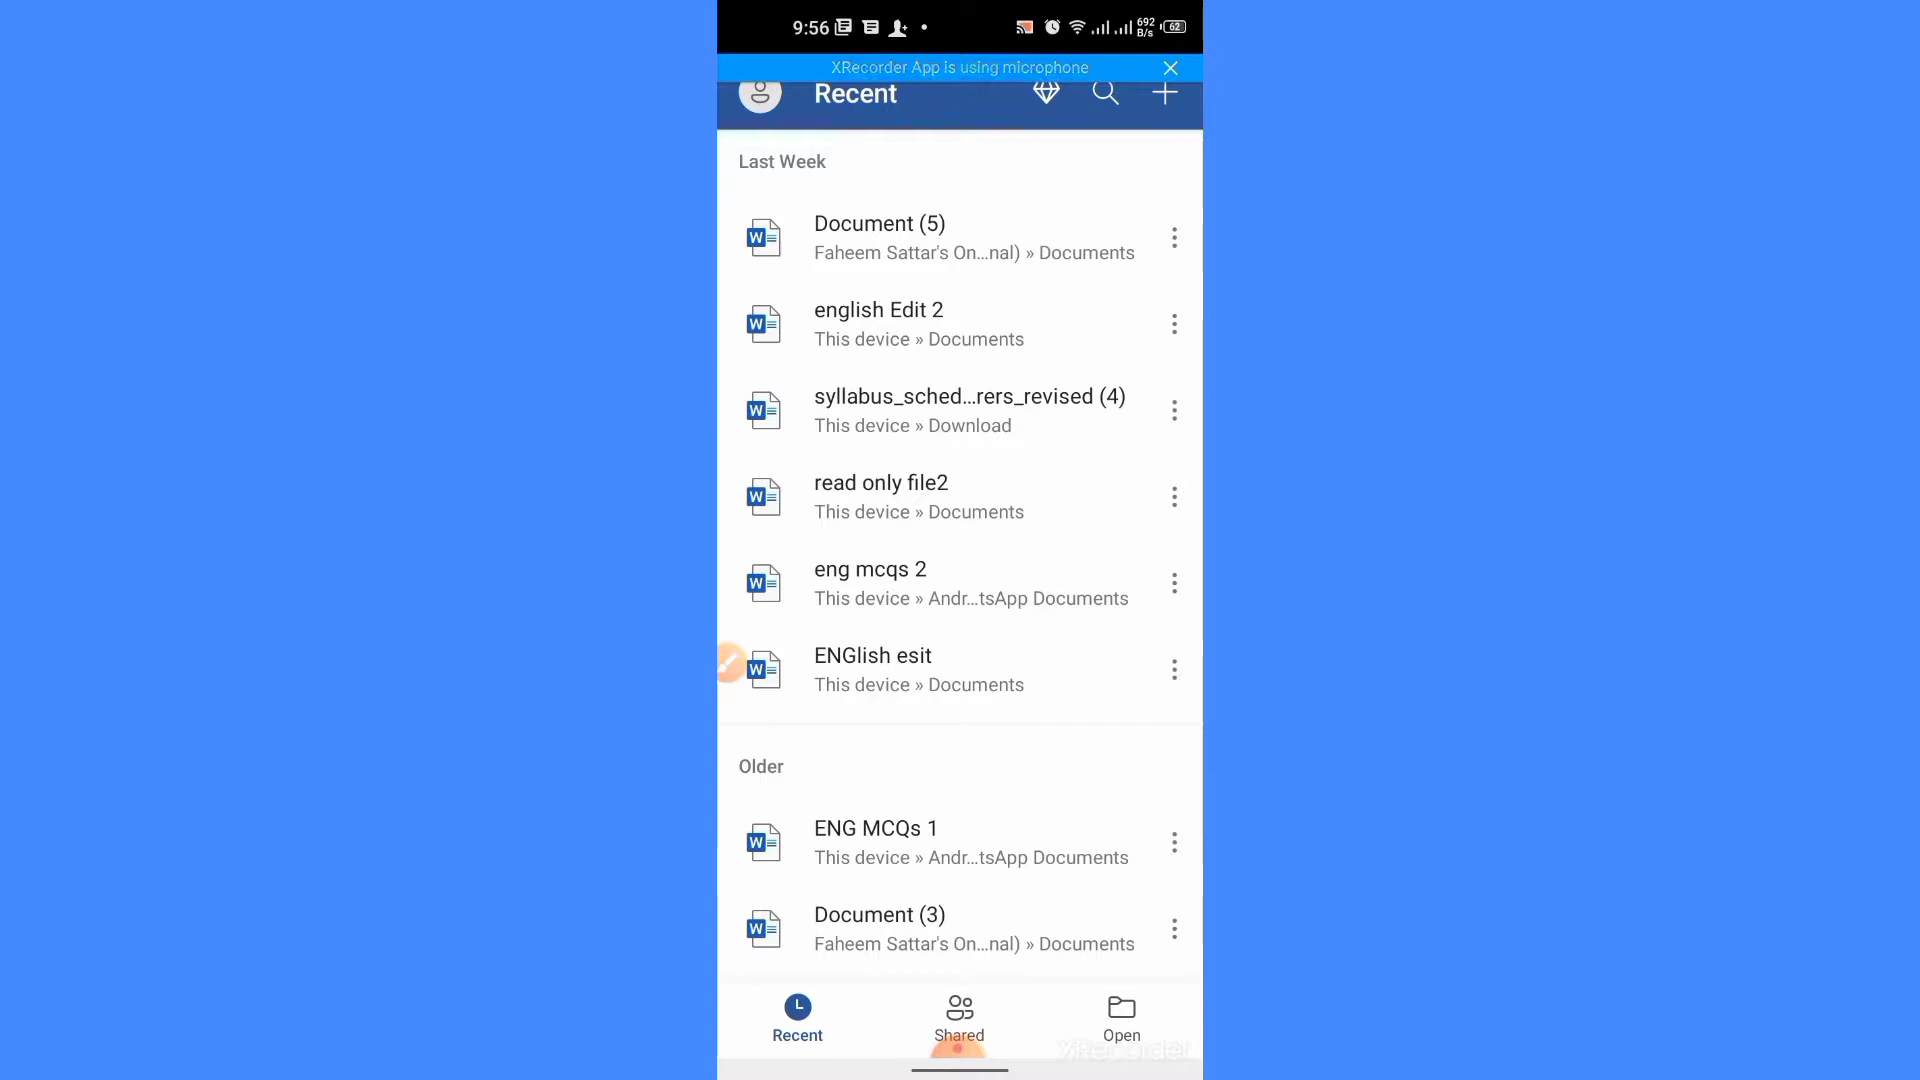 9:56
692
B/s
62
XRecorder App is using microphone
Recent
Last Week
Document (5)
Faheem Sattar's On...nal) » Documents
english Edit 2
This device » Documents
syllabus_sched...rers_revised (4)
This device » Download
read only file2
This device » Documents
eng mcqs 2
This device » Andr...tsApp Documents
ENGlish esit
This device » Documents
Older
ENG MCQs 1
This device » Andr...tsApp Documents
Document (3)
Faheem Sattar's On...nal) » Documents
Recent
Shared
Open
XRecorder